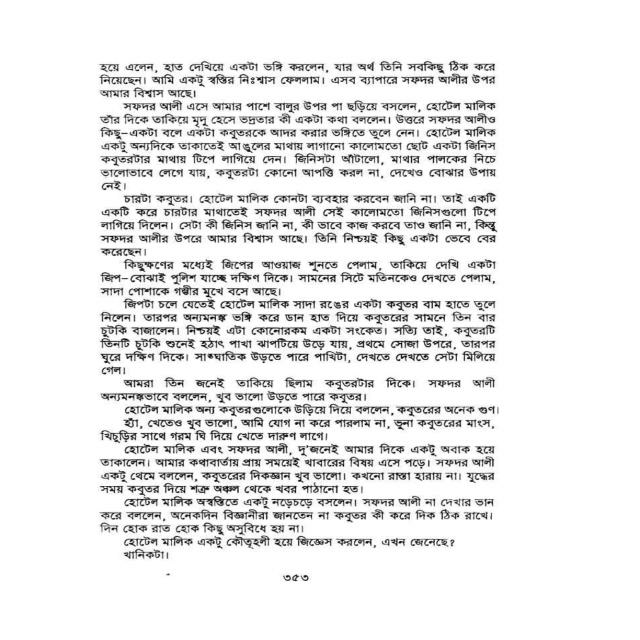 হয়ে এলেন, হাত দেখিয়ে একটা ভঙ্গি করলেন, যার অর্থ তিনি সবকিছু ঠিক করে
নিয়েছেন। আমি একটু স্বস্তির নিঃশ্বাস ফেললাম। এসব ব্যাপারে সফদর আলীর উপর
আমার বিশ্বাস আছে।
সফদর আলী এসে আমার পাশে বালুর উপর পা ছড়িয়ে বসলেন, হোটেল মালিক
তাঁর দিকে তাকিয়ে মৃদু হেসে ভদ্রতার কী একটা কথা বললেন। উত্তরে সফদর আলীও
কিছু-একটা বলে একটা কবুতরকে আদর করার ভঙ্গিতে তুলে নেন। হোটেল মালিক
একটু অন্যদিকে তাকাতেই আঙুলের মাথায় লাগানো কালোমতো ছোট একটা জিনিস
কবুতরটার মাথায় টিপে লাগিয়ে দেন। জিনিসটা আঁটালো, মাথার পালকের নিচে
ভালোভাবে লেগে যায়, কবুতরটা কোনো আপত্তি করল না, দেখেও বোঝার উপায়
নেই।
চারটা কবুতর। হোটেল মালিক কোনটা ব্যবহার করবেন জানি না। তাই একটি
একটি করে চারটার মাথাতেই সফদর আলী সেই কালোমতো জিনিসগুলো টিপে
লাগিয়ে দিলেন। সেটা কী জিনিস জানি না, কী ভাবে কাজ করবে তাও জানি না, কিন্তু
সফদর আলীর উপরে আমার বিশ্বাস আছে। তিনি নিশ্চয়ই কিছু একটা ভেবে বের
করেছেন।
কিছুক্ষণের মধ্যেই জিপের আওয়াজ শুনতে পেলাম, তাকিয়ে দেখি একটা
জিপ-বোঝাই পুলিশ যাচ্ছে দক্ষিণ দিকে। সামনের সিটে মতিনকেও দেখতে পেলাম,
সাদা পোশাকে গম্ভীর মুখে বসে আছে।
জিপটা চলে যেতেই হোটেল মালিক সাদা রঙের একটা কবুতর বাম হাতে তুলে
নিলেন। তারপর অন্যমনস্ক ভঙ্গি করে ডান হাত দিয়ে কবুতরের সামনে তিন বার
চুটকি বাজালেন। নিশ্চয়ই এটা কোনোরকম একটা সংকেত। সত্যি তাই, কবুতরটি
তিনটি চুটকি শুনেই হঠাৎ পাখা ঝাপটিয়ে উড়ে যায়, প্রথমে সোজা উপরে, তারপর
ঘুরে দক্ষিণ দিকে। সাঙ্ঘাতিক উড়তে পারে পাখিটা, দেখতে দেখতে সেটা মিলিয়ে
গেল।
আমরা তিন জনেই তাকিয়ে ছিলাম কবুতরটার দিকে। সফদর আলী
অন্যমনস্কভাবে বললেন, খুব ভালো উড়তে পারে কবুতর।
হোটেল মালিক অন্য কবুতরগুলোকে উড়িয়ে দিয়ে বললেন, কবুতরের অনেক গুণ।
হ্যাঁ, খেতেও খুব ভালো, আমি যোগ না করে পারলাম না, ভুনা কবুতরের মাংস,
খিচুড়ির সাথে গরম ঘি দিয়ে খেতে দারুণ লাগে।
হোটেল মালিক এবং সফদর আলী, দু'জনেই আমার দিকে একটু অবাক হয়ে
তাকালেন। আমার কথাবার্তায় প্রায় সময়েই খাবারের বিষয় এসে পড়ে। সফদর আলী
একটু থেমে বললেন, কবুতরের দিকজ্ঞান খুব ভালো। কখনো রাস্তা হারায় না। যুদ্ধের
সময় কবুতর দিয়ে শত্রু অঞ্চল থেকে খবর পাঠানো হত।
হোটেল মালিক অস্বস্তিতে একটু নড়েচড়ে বসলেন। সফদর আলী না দেখার ভান
করে বললেন, অনেকদিন বিজ্ঞানীরা জানতেন না কবুতর কী করে দিক ঠিক রাখে।
দিন হোক রাত হোক কিছু অসুবিধে হয় না।
হোটেল মালিক একটু কৌতূহলী হয়ে জিজ্ঞেস করলেন, এখন জেনেছে?
খানিকটা।
৩৫৩